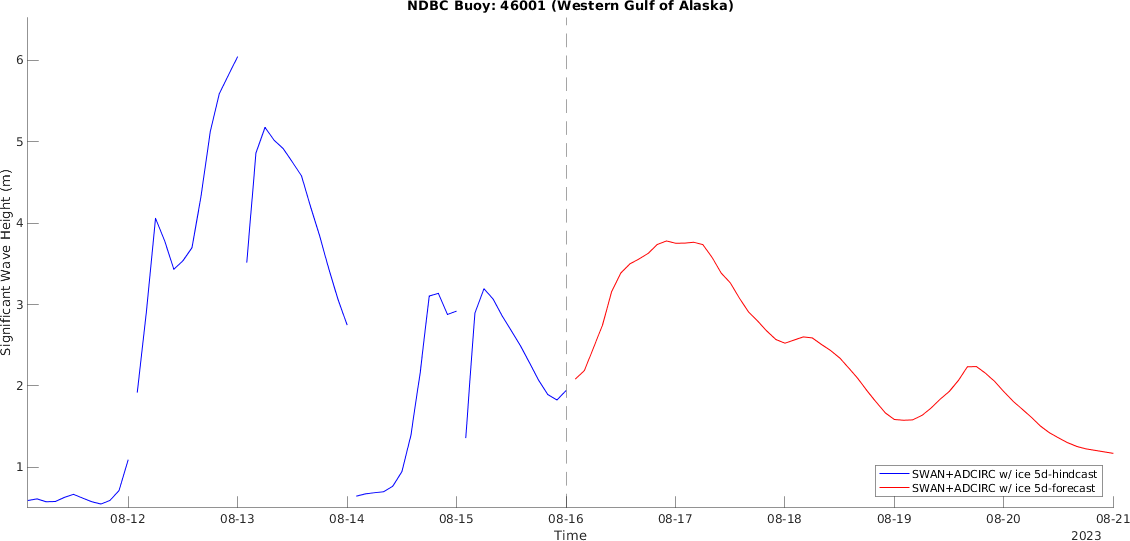 NDBC Buoy: 46001 (Western Gulf of Alaska)
Significant Wave Height (m)
6
5
4
3
2
1
SWAN+ADCIRC w/ ice 5d-hindcast
SWAN+ADCIRC w/ ice 5d-forecast
08-12 08-13 08-14 08-15 08-16 08-17 08-18 08-19 08-20 08-21
Time
2023